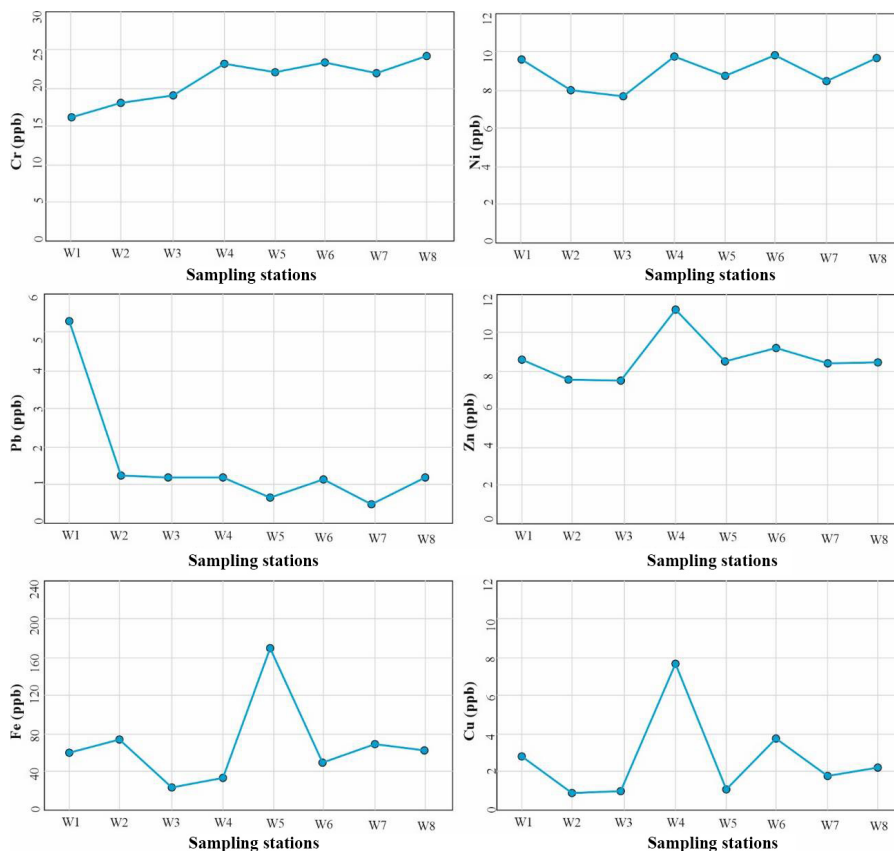 30
25
20
15
10
5
0
Cr (ppb)
W1 W2 W3 W4 W5 W6 W7 W8
Sampling stations
12
10
8
6
4
2
0
Ni (ppb)
W1 W2 W3 W4 W5 W6 W7 W8
Sampling stations
6
5
4
3
2
1
0
Pb (ppb)
W1 W2 W3 W4 W5 W6 W7 W8
Sampling stations
12
10
8
6
4
2
0
Zn (ppb)
W1 W2 W3 W4 W5 W6 W7 W8
Sampling stations
240
200
160
120
80
40
0
Fe (ppb)
W1 W2 W3 W4 W5 W6 W7 W8
Sampling stations
12
10
8
6
4
2
0
Cu (ppb)
W1 W2 W3 W4 W5 W6 W7 W8
Sampling stations